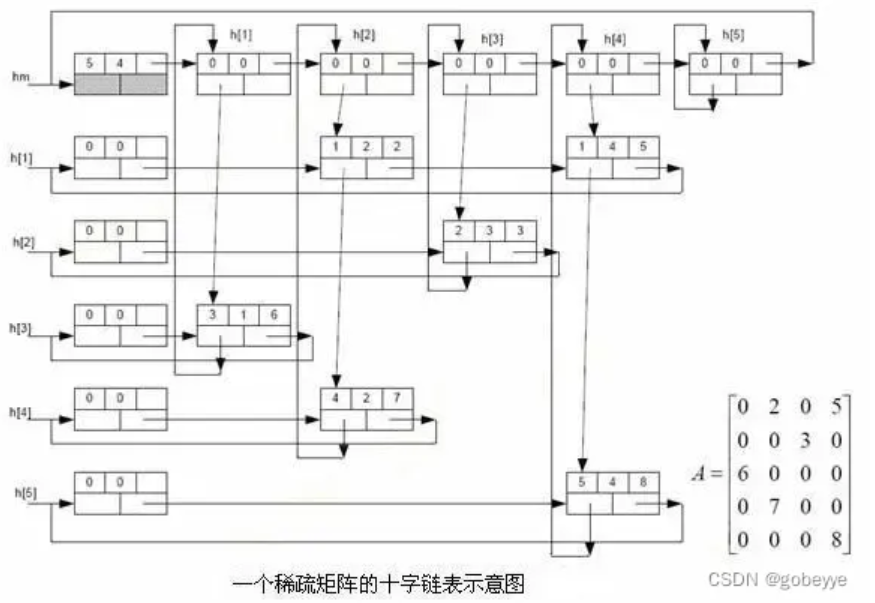 h[1] h[2] h[3] h[4] h[5]
hm 5 4 0 0 0 0 0 0 0 0 0 0
h[1] 0 0 1 2 2 1 4 5
h[2] 0 0 2 3 3
h[3] 0 0 3 1 6
h[4] 0 0 4 2 7
h[5] 0 0 5 4 8
0 2 0 5
0 0 3 0
A = 6 0 0 0
0 7 0 0
0 0 0 8
一个稀疏矩阵的十字链表示意图
CSDN @gobeyye